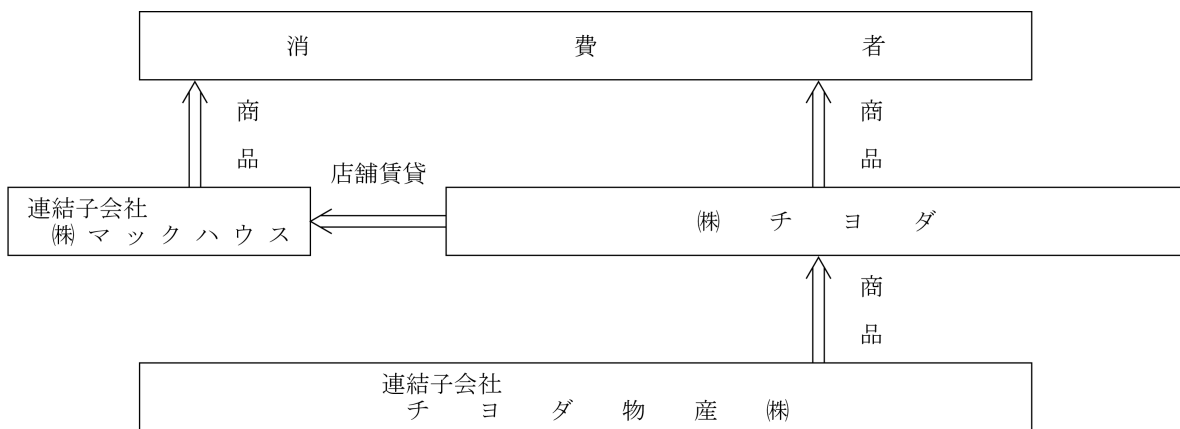 消費者
商品
商品
店舗賃貸
連結子会社
㈱マックハウス
㈱チヨダ
商品
連結子会社
チヨダ物産㈱